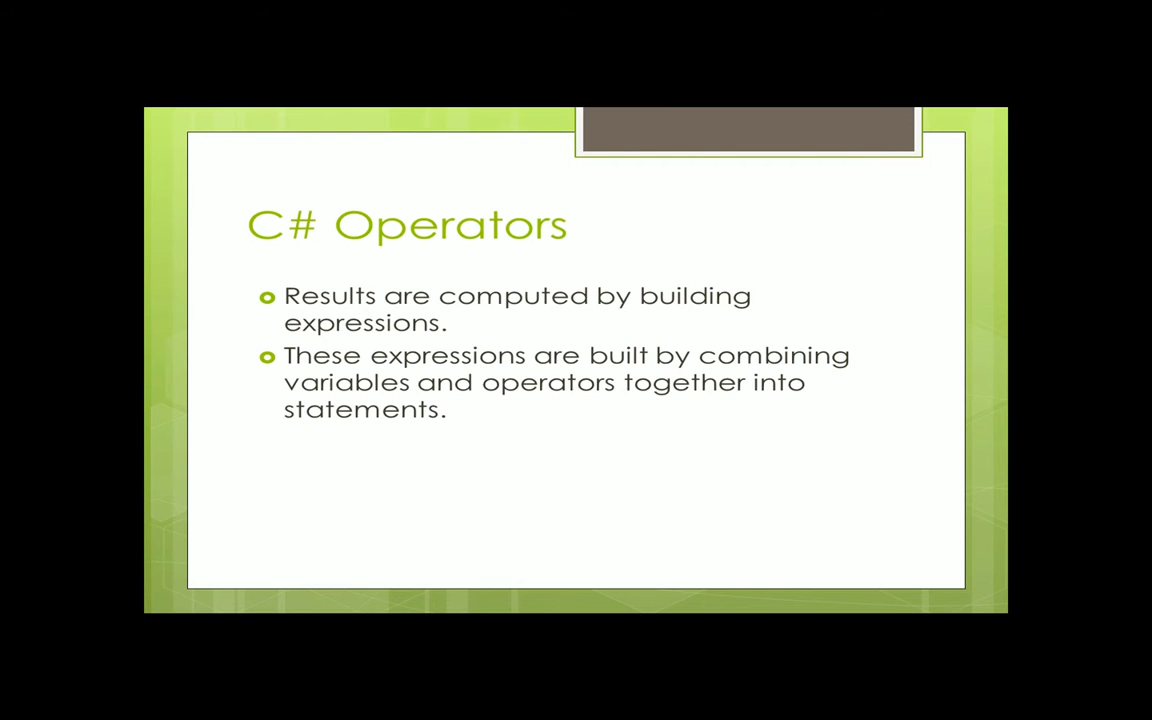 C# Operators
Results are computed by building
expressions.
These expressions are built by combining
variables and operators together into
statements.